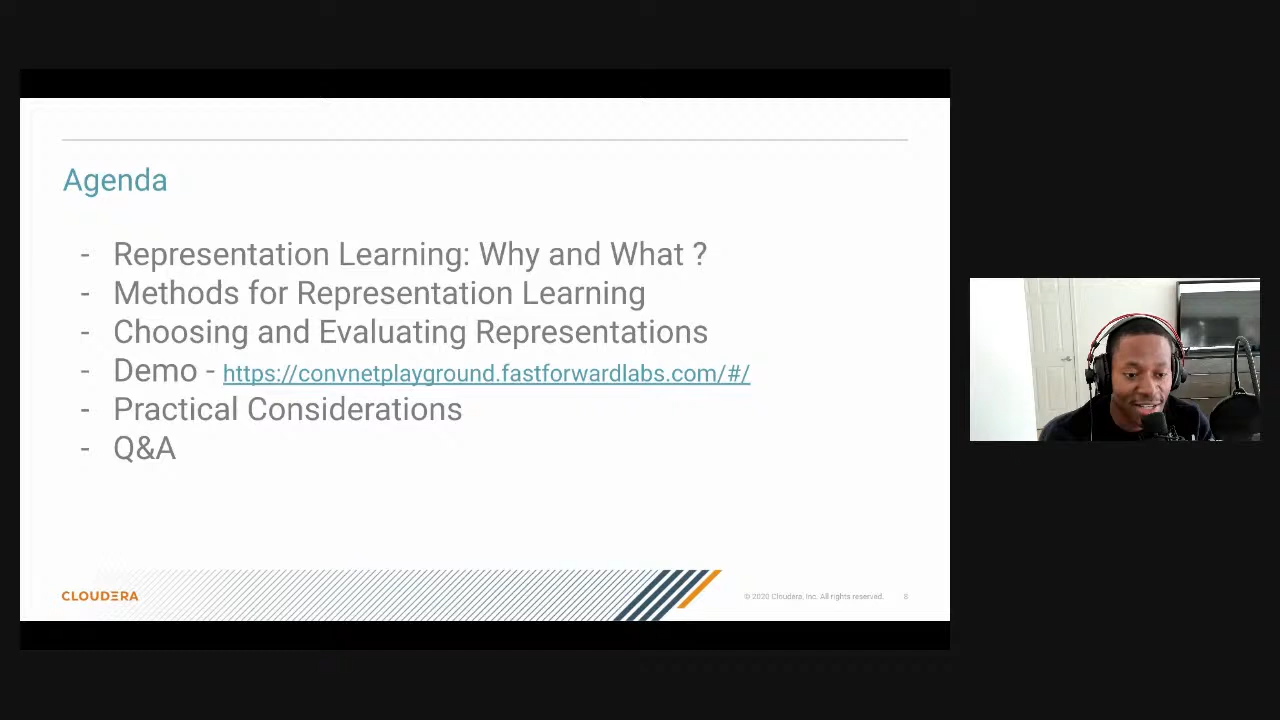 Agenda
- Representation Learning: Why and What ?
- Methods for Representation Learning
- Choosing and Evaluating Representations
- Demo - https://convnetplayground.fastforwardlabs.com/#/
- Practical Considerations
- Q&A
CLOUDERA
© 2020 Cloudera, Inc. All rights reserved. 8